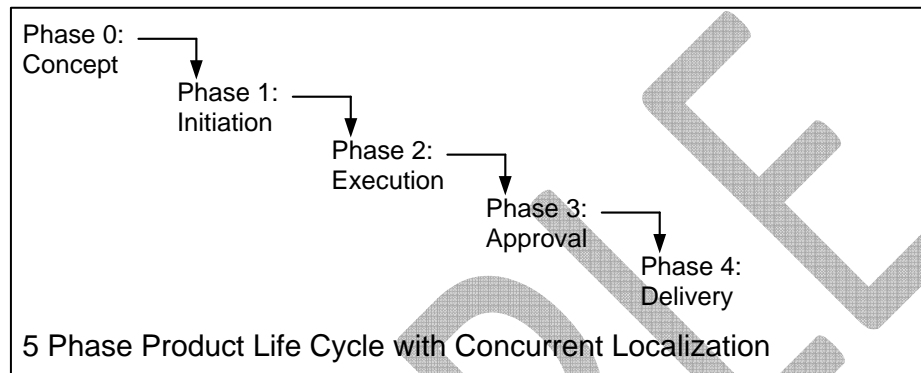 Phase 0:
Concept
Phase 1:
Initiation
Phase 2:
Execution
Phase 3:
Approval
Phase 4:
Delivery
5 Phase Product Life Cycle with Concurrent Localization